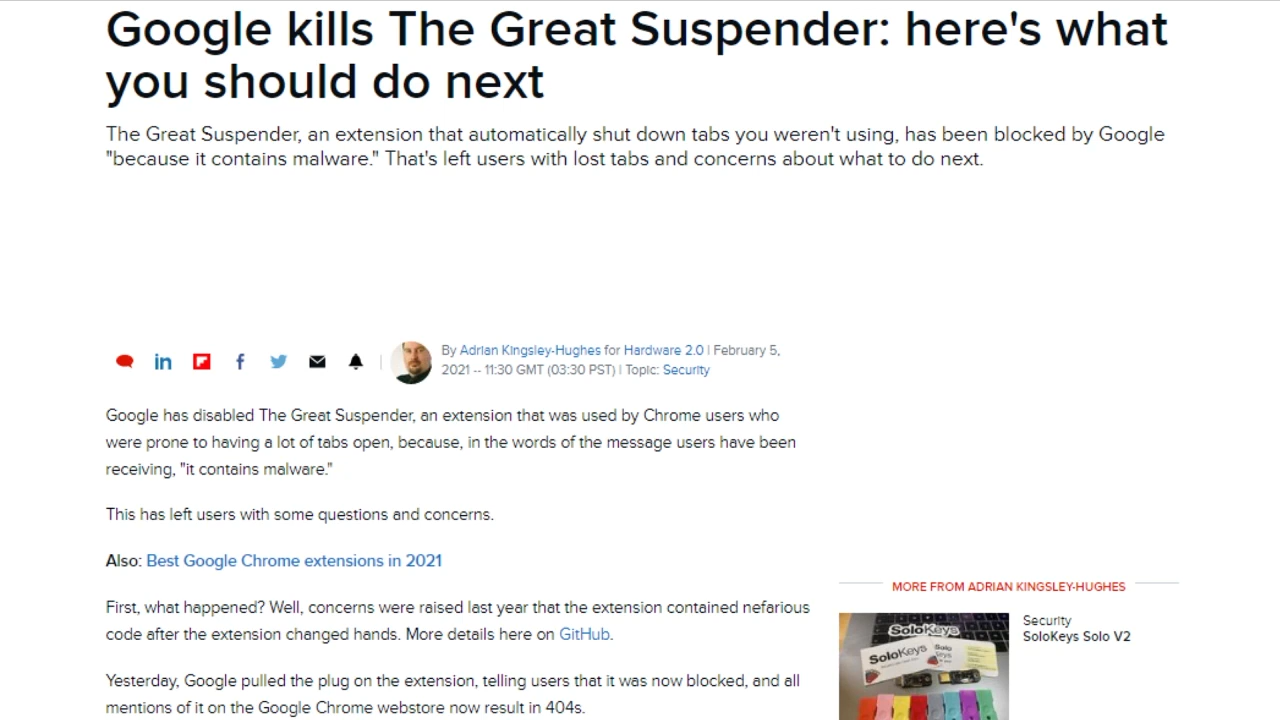 Google kills The Great Suspender: here's what
you should do next
The Great Suspender, an extension that automatically shut down tabs you weren't using, has been blocked by Google
"because it contains malware." That's left users with lost tabs and concerns about what to do next.
By Adrian Kingsley-Hughes for Hardware 2.0 | February 5,
2021 -- 11:30 GMT (03:30 PST) | Topic: Security
Google has disabled The Great Suspender, an extension that was used by Chrome users who
were prone to having a lot of tabs open, because, in the words of the message users have been
receiving, "it contains malware."
This has left users with some questions and concerns.
Also: Best Google Chrome extensions in 2021
First, what happened? Well, concerns were raised last year that the extension contained nefarious
code after the extension changed hands. More details here on GitHub.
Yesterday, Google pulled the plug on the extension, telling users that it was now blocked, and all
mentions of it on the Google Chrome webstore now result in 404s.
MORE FROM ADRIAN KINGSLEY-HUGHES
Security
SoloKeys Solo V2
SoloKeys
SoloKeys
Solo